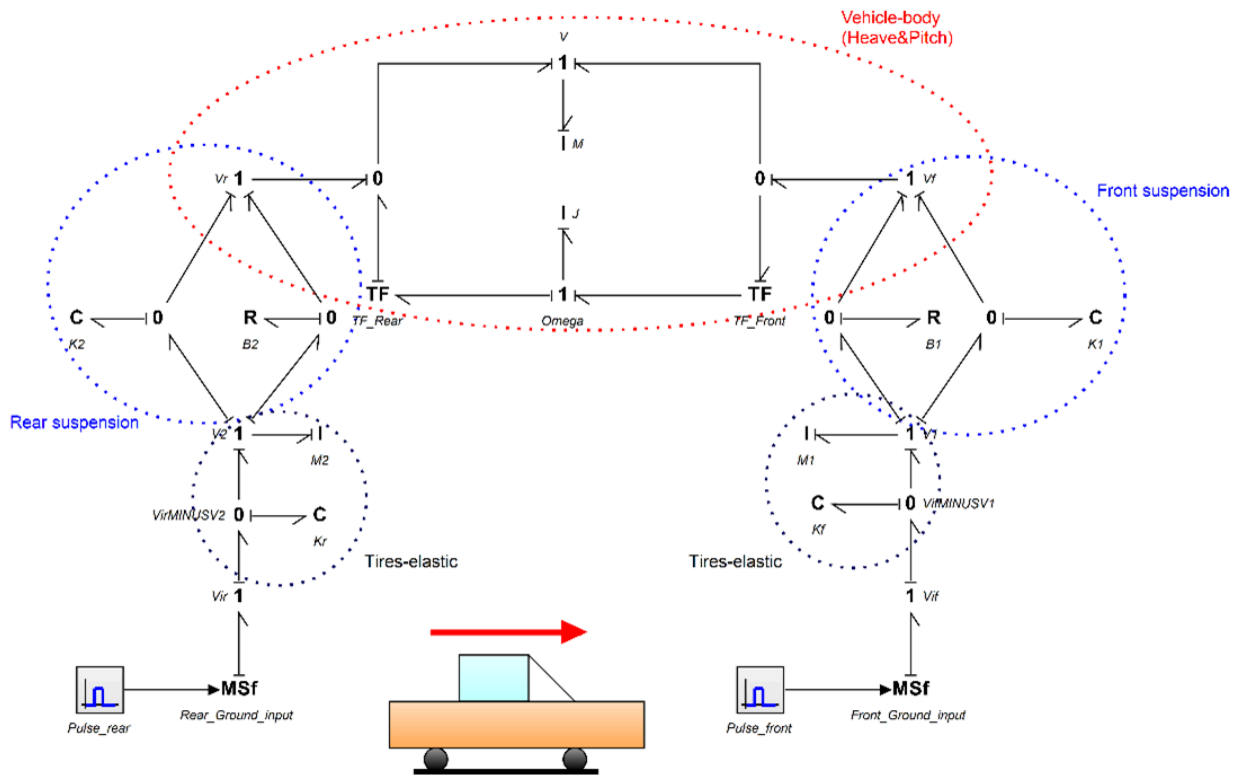 Vehicle-body
(Heave&Pitch)
V
1
I M
Vr 1
0
0
1 Vf
Front suspension
I J
TF
1
TF
TF_Rear
Omega
TF_Front
C
0
R
0
0
R
0
C
K2
B2
B1
K1
Rear suspension
V2 1
I
M2
I
1 V1
M1
VirMINUSV2 0
C
Kr
C
0 VifMINUSV1
Kf
Tires-elastic
Tires-elastic
Vir 1
1 Vif
MSf
MSf
Pulse_rear
Rear_Ground_input
Pulse_front
Front_Ground_input